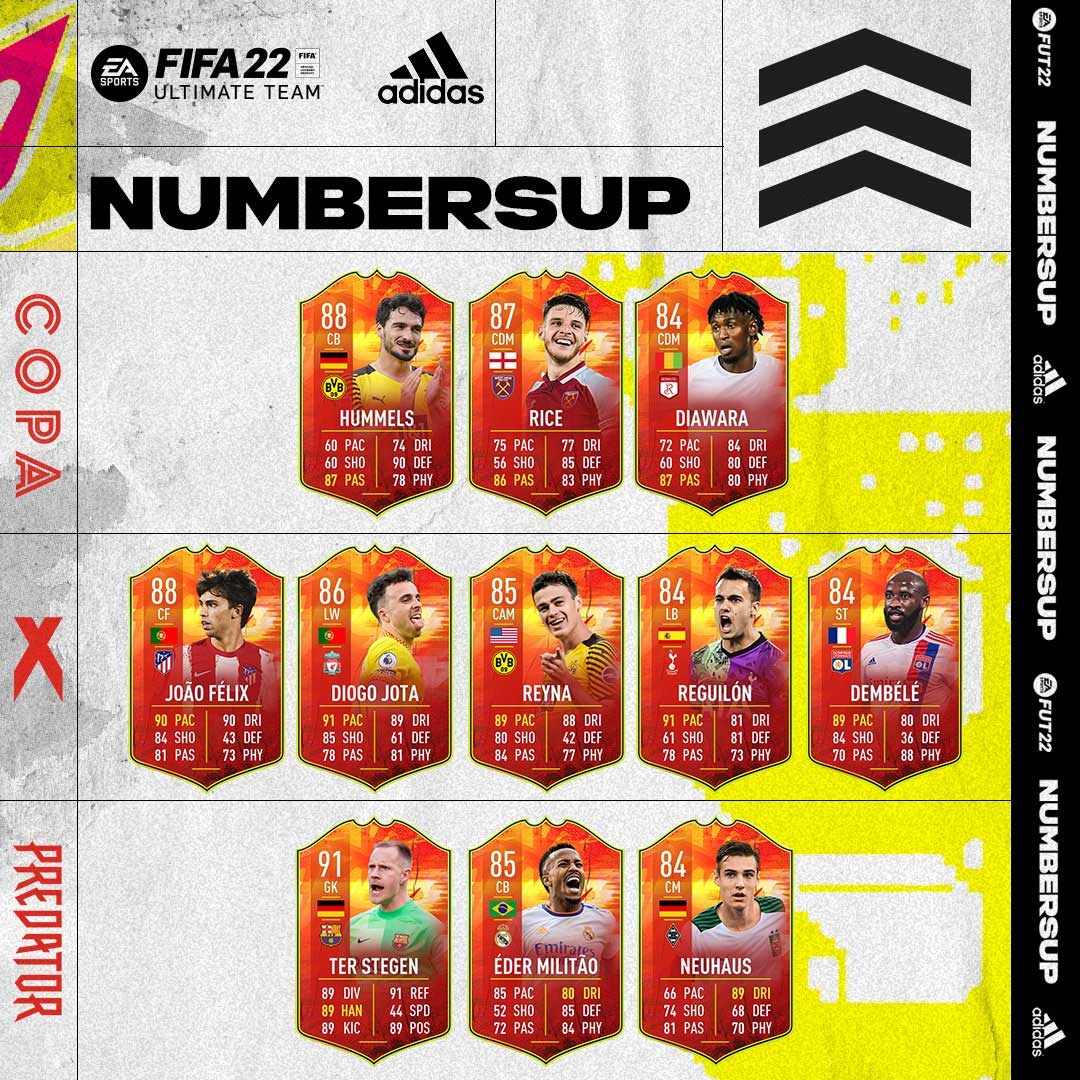 EA SPORTS FIFA 22 FIFA
ULTIMATE TEAM
adidas
NUMBERSUP
COPA
88 CB
HUMMELS
60 PAC 74 DRI
60 SHO 90 DEF
87 PAS 78 PHY
87 CDM
RICE
75 PAC 77 DRI
56 SHO 85 DEF
86 PAS 83 PHY
84 CDM
DIAWARA
72 PAC 84 DRI
60 SHO 80 DEF
87 PAS 80 PHY
X
88 CF
JOÃO FÉLIX
90 PAC 90 DRI
84 SHO 43 DEF
81 PAS 73 PHY
86 LW
DIOGO JOTA
91 PAC 89 DRI
85 SHO 61 DEF
78 PAS 81 PHY
85 CAM
REYNA
89 PAC 88 DRI
80 SHO 42 DEF
84 PAS 77 PHY
84 LB
REGUILÓN
91 PAC 81 DRI
61 SHO 81 DEF
78 PAS 73 PHY
84 ST
DEMBÉLÉ
89 PAC 80 DRI
84 SHO 36 DEF
70 PAS 88 PHY
PREDATOR
91 GK
TER STEGEN
89 DIV 91 REF
89 HAN 44 SPD
89 KIC 89 POS
85 CB
Emirates
ÉDER MILITÃO
85 PAC 80 DRI
52 SHO 85 DEF
72 PAS 84 PHY
84 CM
NEUHAUS
66 PAC 89 DRI
74 SHO 68 DEF
81 PAS 70 PHY
EA SPORTS FUT22
NUMBERSUP
adidas
NUMBERSUP
EA SPORTS FUT22
NUMBERSUP
adidas